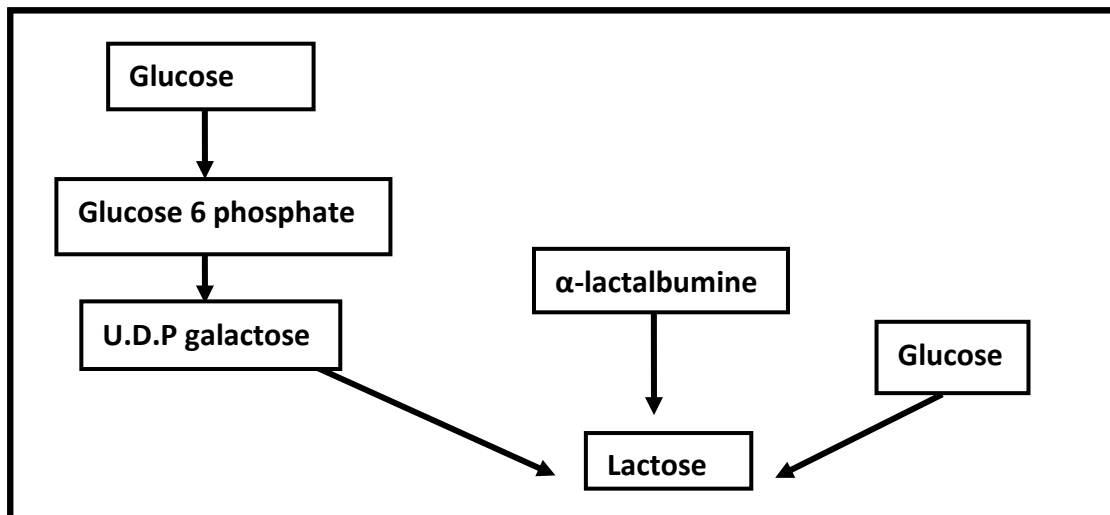 Glucose
Glucose 6 phosphate
U.D.P galactose
α-lactalbumine
Glucose
Lactose